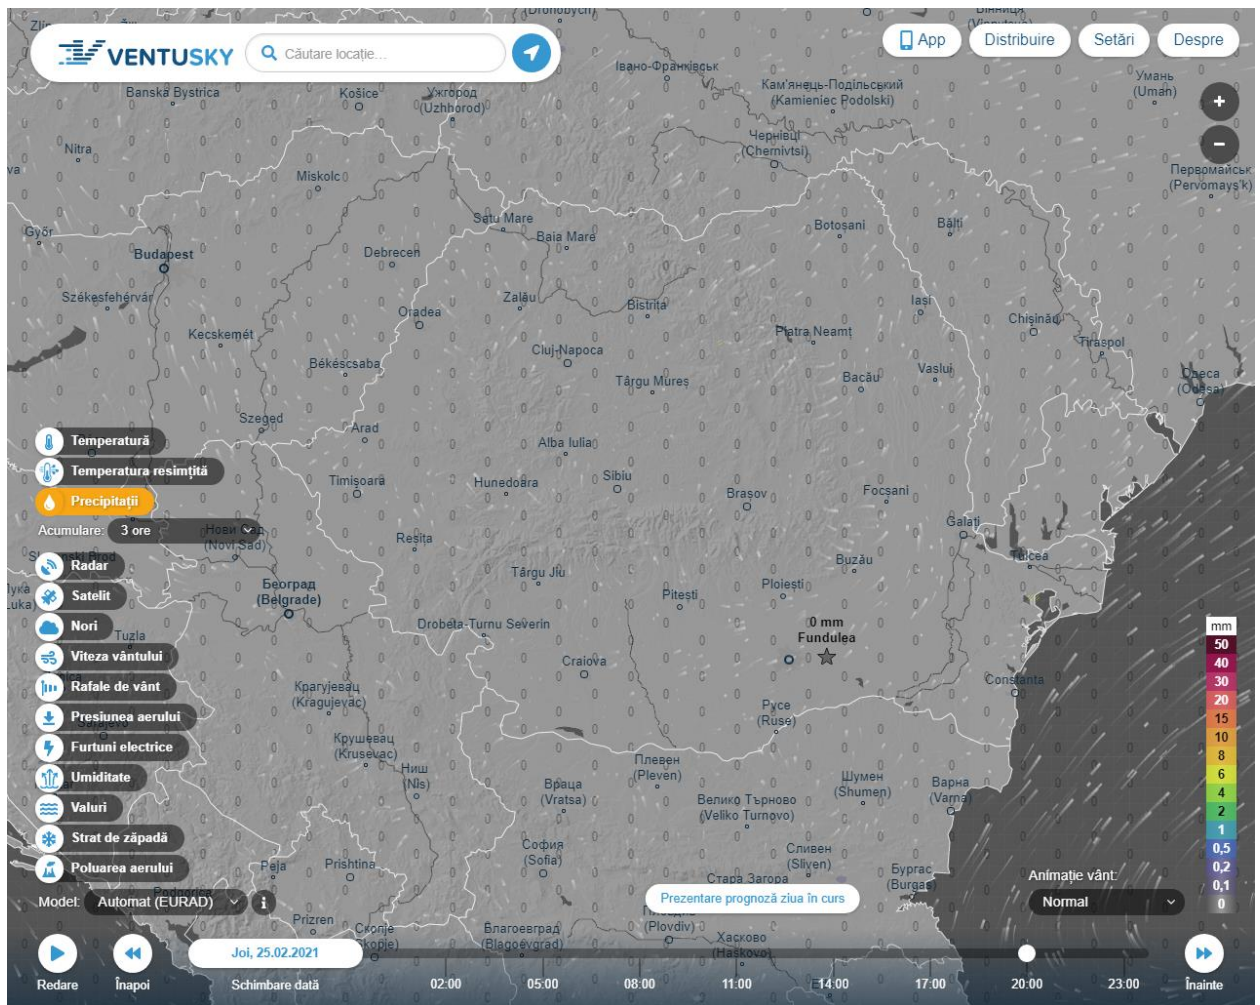 Дрогобич
(Drohobych)
Вінниця
VENTUSKY
Căutare locație...
App
Distribuire
Setări
Despre
Івано-Франківськ
Умань
(Uman)
Кам'янець-Подільський
(Kamieniec Podolski)
Banská Bystrica
Košice
Ужгород
(Uzhhorod)
+
Чернівці
(Chernivtsi)
−
Nitra
Miskolc
Первомайськ
(Pervomays'k)
Satu Mare
Győr
Baia Mare
Botoșani
Bălți
Budapest
Debrecen
Székesfehérvár
Zalău
Bistrița
Iași
Oradea
Chișinău
Kecskemét
Piatra Neamț
Tiraspol
Cluj-Napoca
Békéscsaba
Vaslui
Târgu Mureș
Bacău
Одеса
(Odesa)
Szeged
Arad
Temperatură
Alba Iulia
Temperatura resimțită
Timișoara
Hunedoara
Sibiu
Brașov
Focșani
Precipitații
Acumulare: 3 ore
Нови Сад
(Novi Sad)
Galați
Reșița
Slavonski Brod
Radar
Târgu Jiu
Buzău
Tulcea
Београд
(Belgrade)
Ploiești
Pitești
Satelit
Nori
Tuzla
Drobeta-Turnu Severin
0 mm
Fundulea
mm
50
40
30
20
15
10
8
6
4
2
1
0,5
0,2
0,1
0
Viteza vântului
Craiova
Constanța
Rafale de vânt
Крагујевац
(Kragujevac)
Русе
(Ruse)
Presiunea aerului
Furtuni electrice
Крушевац
(Krusevac)
Плевен
(Pleven)
Ниш
(Nis)
Umiditate
Враца
(Vratsa)
Шумен
(Shumen)
Варна
(Varna)
Велико Търново
(Veliko Turnovo)
Valuri
Strat de zăpadă
София
(Sofia)
Сливен
(Sliven)
Poluarea aerului
Peja
Prishtina
Стара Загора
Бургас
(Burgas)
Animație vânt:
Normal
Model: Automat (EURAD) i
Podgorica
Prezentare prognoză ziua în curs
Prizren
Скопје
(Skopje)
Благоевград
(Blagoevgrad)
Пловдив
(Plovdiv)
Хасково
(Haskovo)
Joi, 25.02.2021
Redare
Înapoi
Schimbare dată
02:00
05:00
08:00
11:00
14:00
17:00
20:00
23:00
Înainte